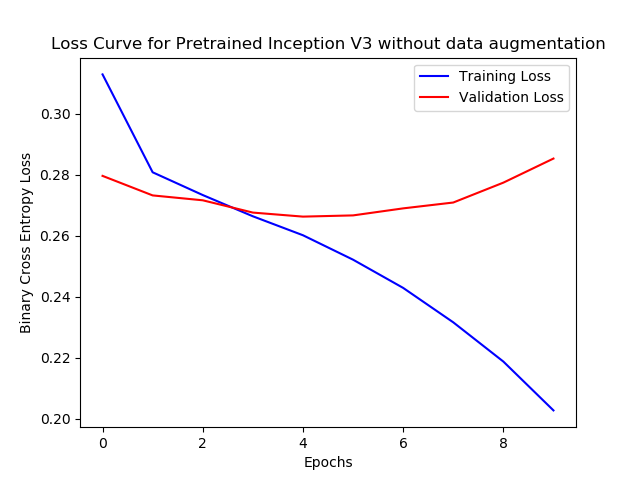 Loss Curve for Pretrained Inception V3 without data augmentation
Training Loss
Validation Loss
Binary Cross Entropy Loss
0.30
0.28
0.26
0.24
0.22
0.20
0 2 4 6 8
Epochs